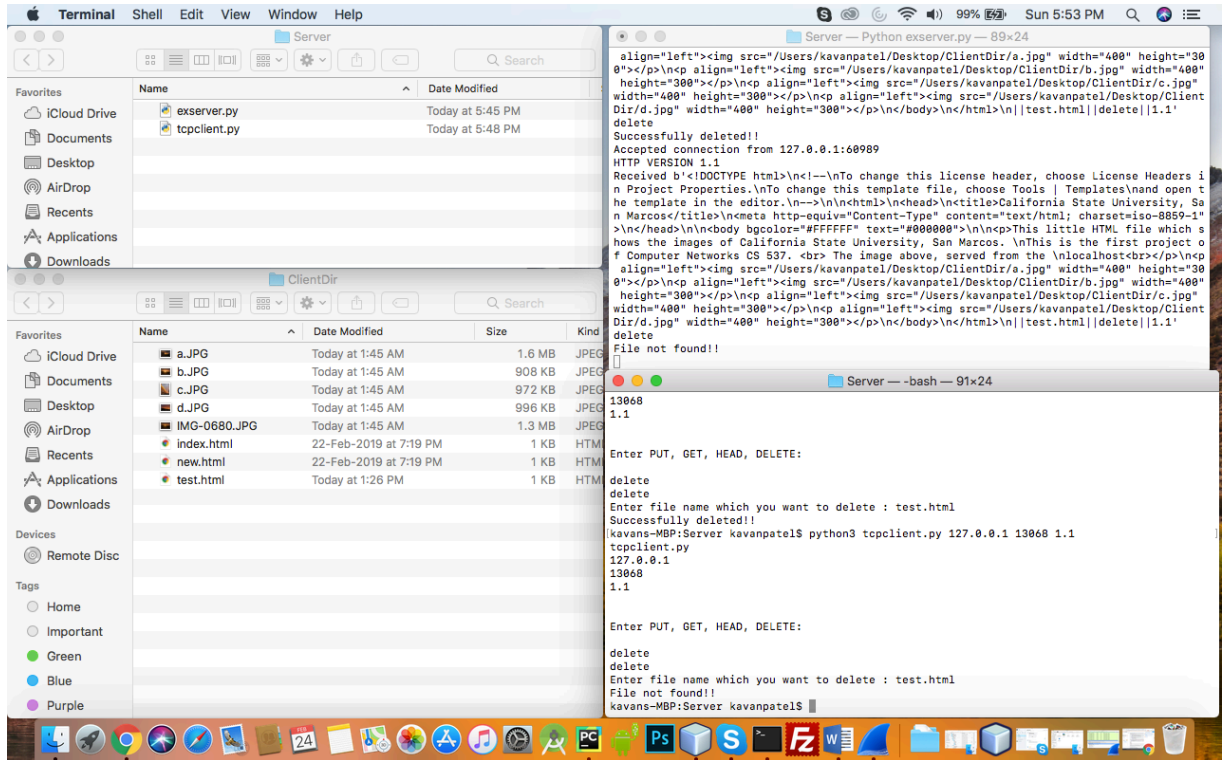 Terminal Shell Edit View Window Help 99% Sun 5:53 PM
Server
Search
Favorites
iCloud Drive
Documents
Desktop
AirDrop
Recents
Applications
Downloads
Name Date Modified
exserver.py Today at 5:45 PM
tcpclient.py Today at 5:48 PM
ClientDir
Search
Favorites
iCloud Drive
Documents
Desktop
AirDrop
Recents
Applications
Downloads
Devices
Remote Disc
Tags
Home
Important
Green
Blue
Purple
Name Date Modified Size Kind
a.JPG Today at 1:45 AM 1.6 MB JPEG
b.JPG Today at 1:45 AM 908 KB JPEG
c.JPG Today at 1:45 AM 972 KB JPEG
d.JPG Today at 1:45 AM 996 KB JPEG
IMG-0680.JPG Today at 1:45 AM 1.3 MB JPEG
index.html 22-Feb-2019 at 7:19 PM 1 KB HTM
new.html 22-Feb-2019 at 7:19 PM 1 KB HTM
test.html Today at 1:26 PM 1 KB HTM
Server — Python exserver.py — 89×24
align="left"><img src="/Users/kavanpatel/Desktop/ClientDir/a.jpg" width="400" height="30
0"></p>\n<p align="left"><img src="/Users/kavanpatel/Desktop/ClientDir/b.jpg" width="400"
height="300"></p>\n<p align="left"><img src="/Users/kavanpatel/Desktop/ClientDir/c.jpg"
width="400" height="300"></p>\n<p align="left"><img src="/Users/kavanpatel/Desktop/Client
Dir/d.jpg" width="400" height="300"></p>\n</body>\n</html>\n||test.html||delete||1.1'
delete
Successfully deleted!!
Accepted connection from 127.0.0.1:60989
HTTP VERSION 1.1
Received b'<!DOCTYPE html>\n<!--\nTo change this license header, choose License Headers i
n Project Properties.\nTo change this template file, choose Tools | Templates\nand open t
he template in the editor.\n-->\n\n<html>\n<head>\n<title>California State University, Sa
n Marcos</title>\n<meta http-equiv="Content-Type" content="text/html; charset=iso-8859-1"
>\n</head>\n\n<body bgcolor="#FFFFFF" text="#000000">\n\n<p>This little HTML file which s
hows the images of California State University, San Marcos. \nThis is the first project o
f Computer Networks CS 537. <br> The image above, served from the \nlocalhost<br></p>\n<p
align="left"><img src="/Users/kavanpatel/Desktop/ClientDir/a.jpg" width="400" height="30
0"></p>\n<p align="left"><img src="/Users/kavanpatel/Desktop/ClientDir/b.jpg" width="400"
height="300"></p>\n<p align="left"><img src="/Users/kavanpatel/Desktop/ClientDir/c.jpg"
width="400" height="300"></p>\n<p align="left"><img src="/Users/kavanpatel/Desktop/Client
Dir/d.jpg" width="400" height="300"></p>\n</body>\n</html>\n||test.html||delete||1.1'
delete
File not found!!
Server — -bash — 91×24
13068
1.1
Enter PUT, GET, HEAD, DELETE:
delete
delete
Enter file name which you want to delete : test.html
Successfully deleted!!
[kavans-MBP:Server kavanpatel$ python3 tcpclient.py 127.0.0.1 13068 1.1 ]
tcpclient.py
127.0.0.1
13068
1.1
Enter PUT, GET, HEAD, DELETE:
delete
delete
Enter file name which you want to delete : test.html
File not found!!
kavans-MBP:Server kavanpatel$
FEB
24
PC
Ps
S
Fz
W